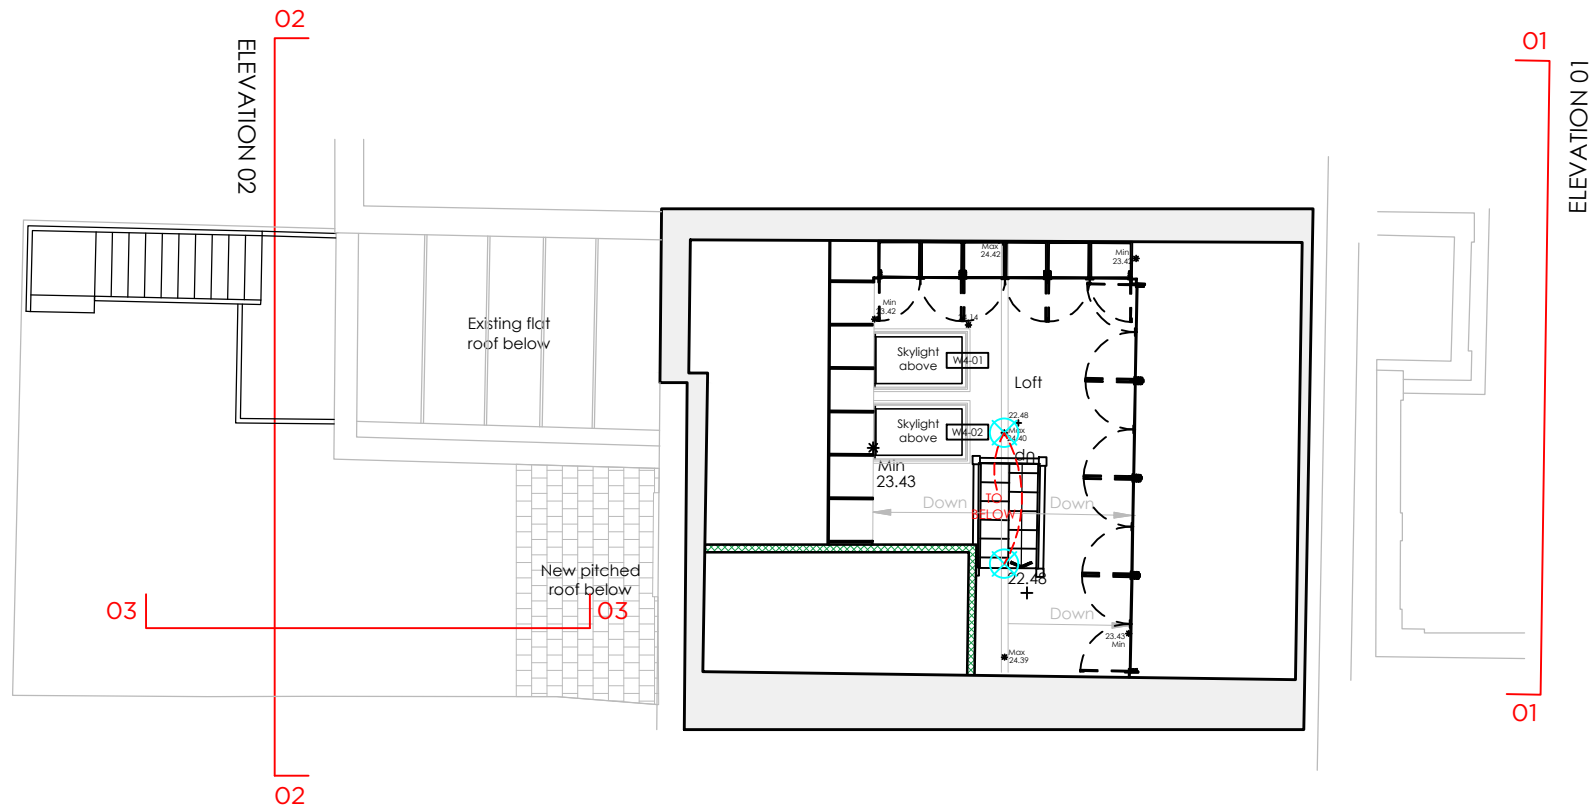 02
01
ELEVATION 02
ELEVATION 01
Max
24.42
Min
Min
23.42
Existing flat
roof below
Skylight
above
W4-01
Loft
22.48
Skylight
above
W4-02
Max
24.40
dn
Min
23.43
Down
Down
TO
BELOW
New pitched
roof below
22.48
03
03
Down
23.43
Min
Max
24.39
01
02